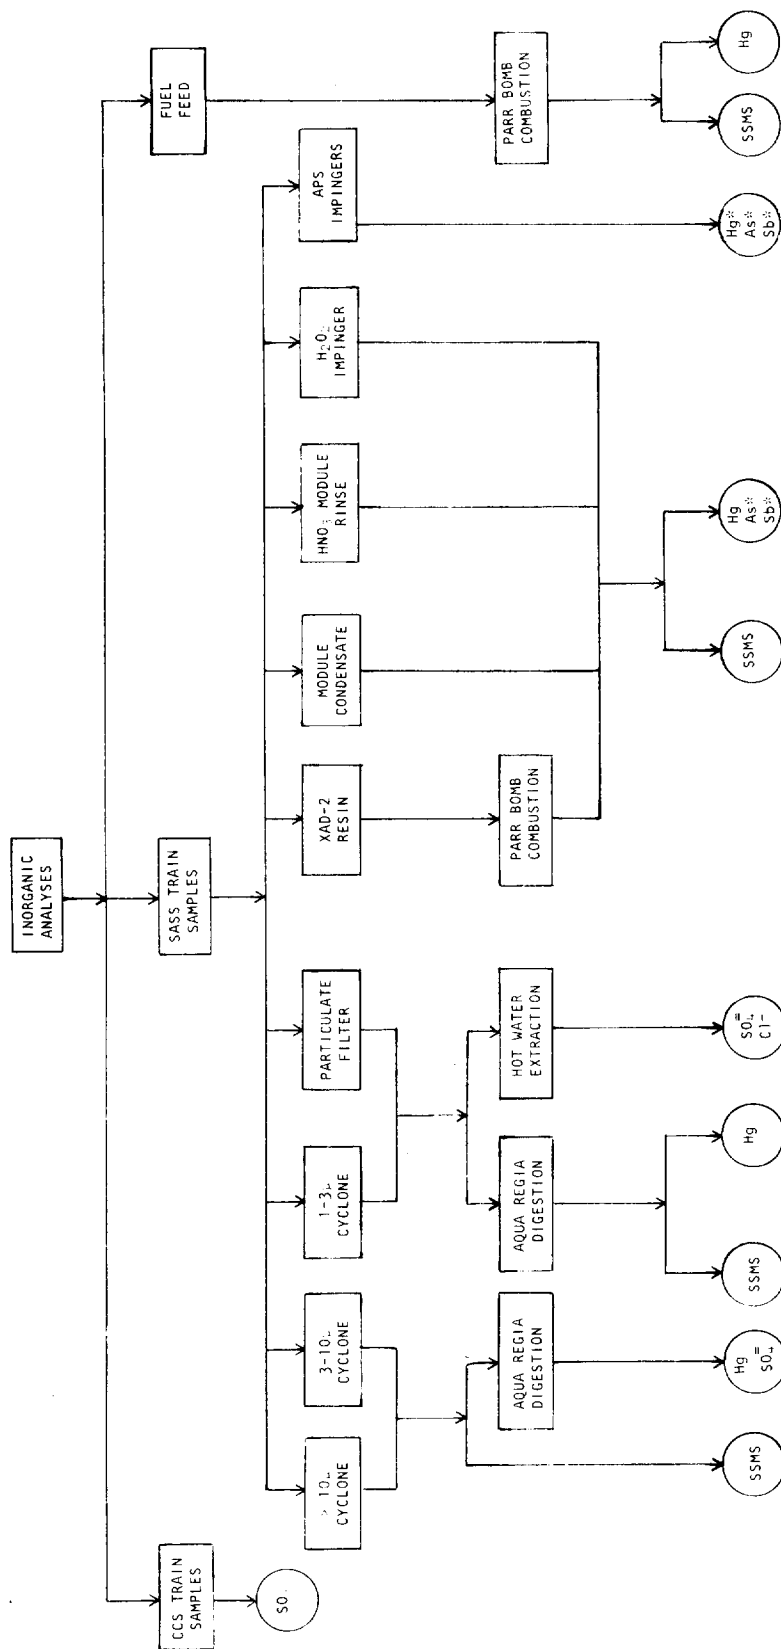 INORGANIC
ANALYSES
CCS TRAIN
SAMPLES
SASS TRAIN
SAMPLES
FUEL
FEED
SO
> 10μ
CYCLONE
3-10μ
CYCLONE
1-3μ
CYCLONE
PARTICULATE
FILTER
XAD-2
RESIN
MODULE
CONDENSATE
HNO₃ MODULE
RINSE
H₂O₂
IMPINGER
APS
IMPINGERS
AQUA REGIA
DIGESTION
AQUA REGIA
DIGESTION
HOT WATER
EXTRACTION
PARR BOMB
COMBUSTION
PARR BOMB
COMBUSTION
SSMS
Hg
SO₄=
SSMS
Hg
SO₄=
Cl-
SSMS
Hg
As*
Sb*
Hg*
As*
Sb*
SSMS
Hg